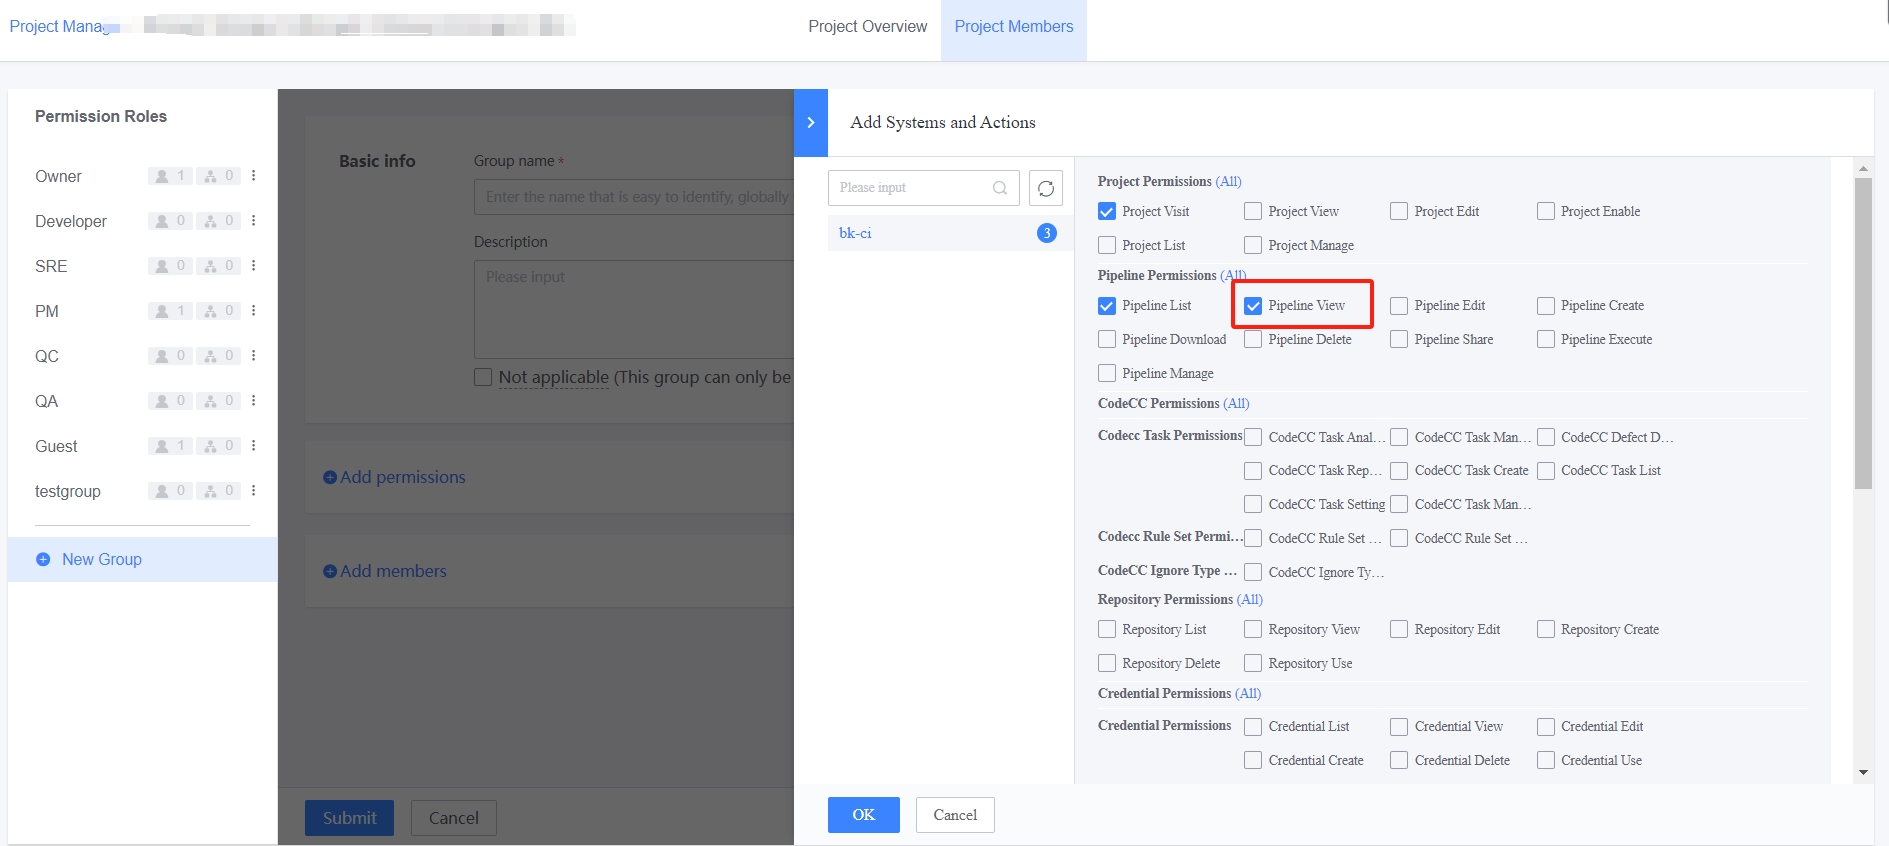 Project Manag
Project Overview
Project Members
Permission Roles
Owner 1 0
Developer 0 0
SRE 0 0
PM 1 0
QC 0 0
QA 0 0
Guest 1 0
testgroup 0 0
New Group
Basic info
Group name *
Enter the name that is easy to identify, globally
Description
Please input
Not applicable (This group can only be
Add permissions
Add members
Submit
Cancel
Add Systems and Actions
Please input
bk-ci 3
Project Permissions (All)
Project Visit Project View Project Edit Project Enable
Project List Project Manage
Pipeline Permissions (All)
Pipeline List Pipeline View Pipeline Edit Pipeline Create
Pipeline Download Pipeline Delete Pipeline Share Pipeline Execute
Pipeline Manage
CodeCC Permissions (All)
Codecc Task Permissions CodeCC Task Anal... CodeCC Task Man... CodeCC Defect D...
CodeCC Task Rep... CodeCC Task Create CodeCC Task List
CodeCC Task Setting CodeCC Task Man...
Codecc Rule Set Permi... CodeCC Rule Set ... CodeCC Rule Set ...
CodeCC Ignore Type ... CodeCC Ignore Ty...
Repository Permissions (All)
Repository List Repository View Repository Edit Repository Create
Repository Delete Repository Use
Credential Permissions (All)
Credential Permissions Credential List Credential View Credential Edit
Credential Create Credential Delete Credential Use
OK
Cancel